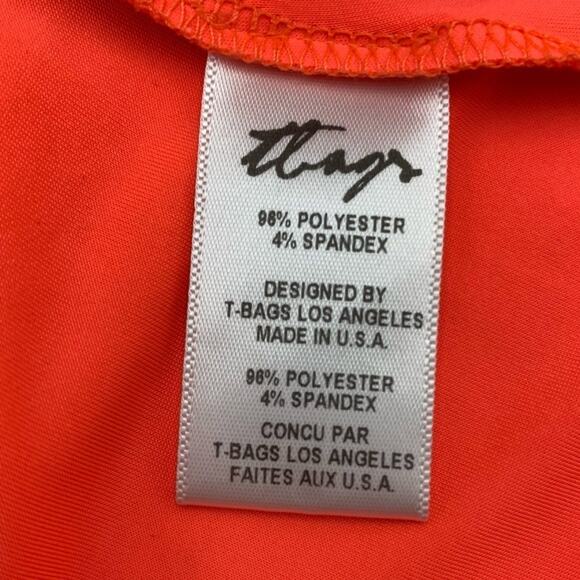 tbags
96% POLYESTER
4% SPANDEX
DESIGNED BY
T-BAGS LOS ANGELES
MADE IN U.S.A.
96% POLYESTER
4% SPANDEX
CONCU PAR
T-BAGS LOS ANGELES
FAITES AUX U.S.A.